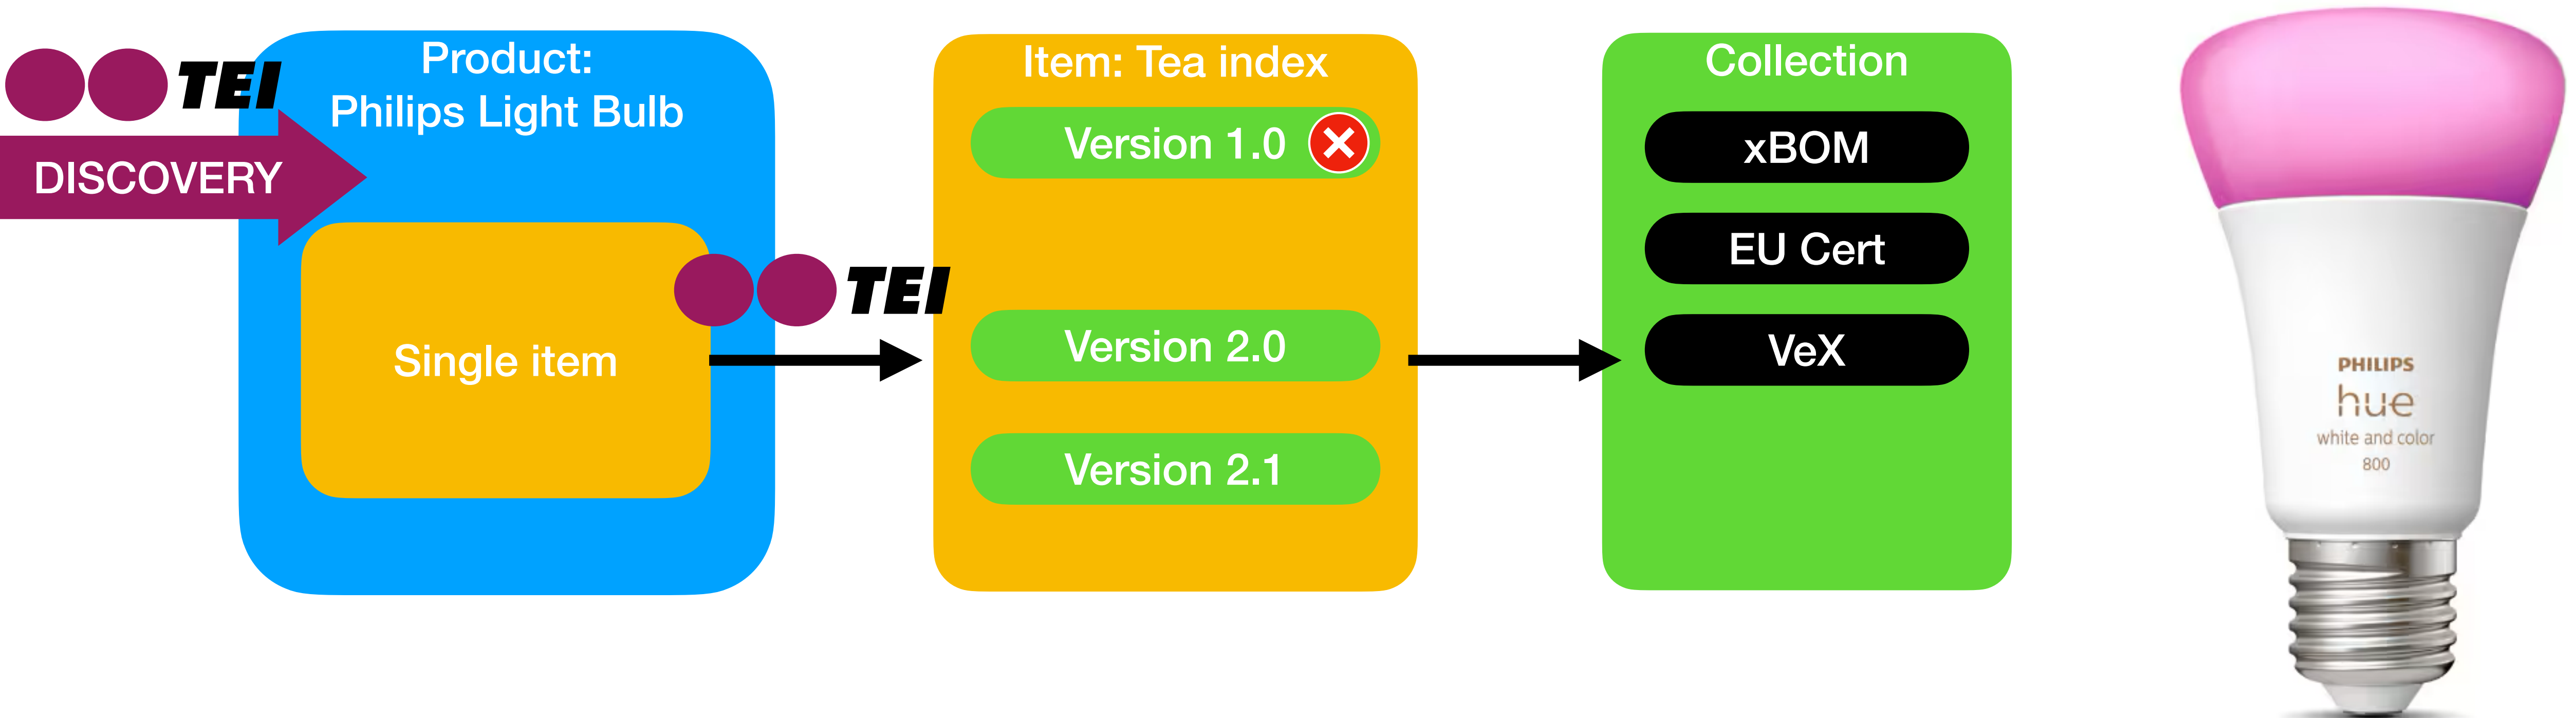 TEI
DISCOVERY
Product:
Philips Light Bulb
Single item
TEI
Item: Tea index
Version 1.0
Version 2.0
Version 2.1
Collection
xBOM
EU Cert
VeX
PHILIPS
hue
white and color
800